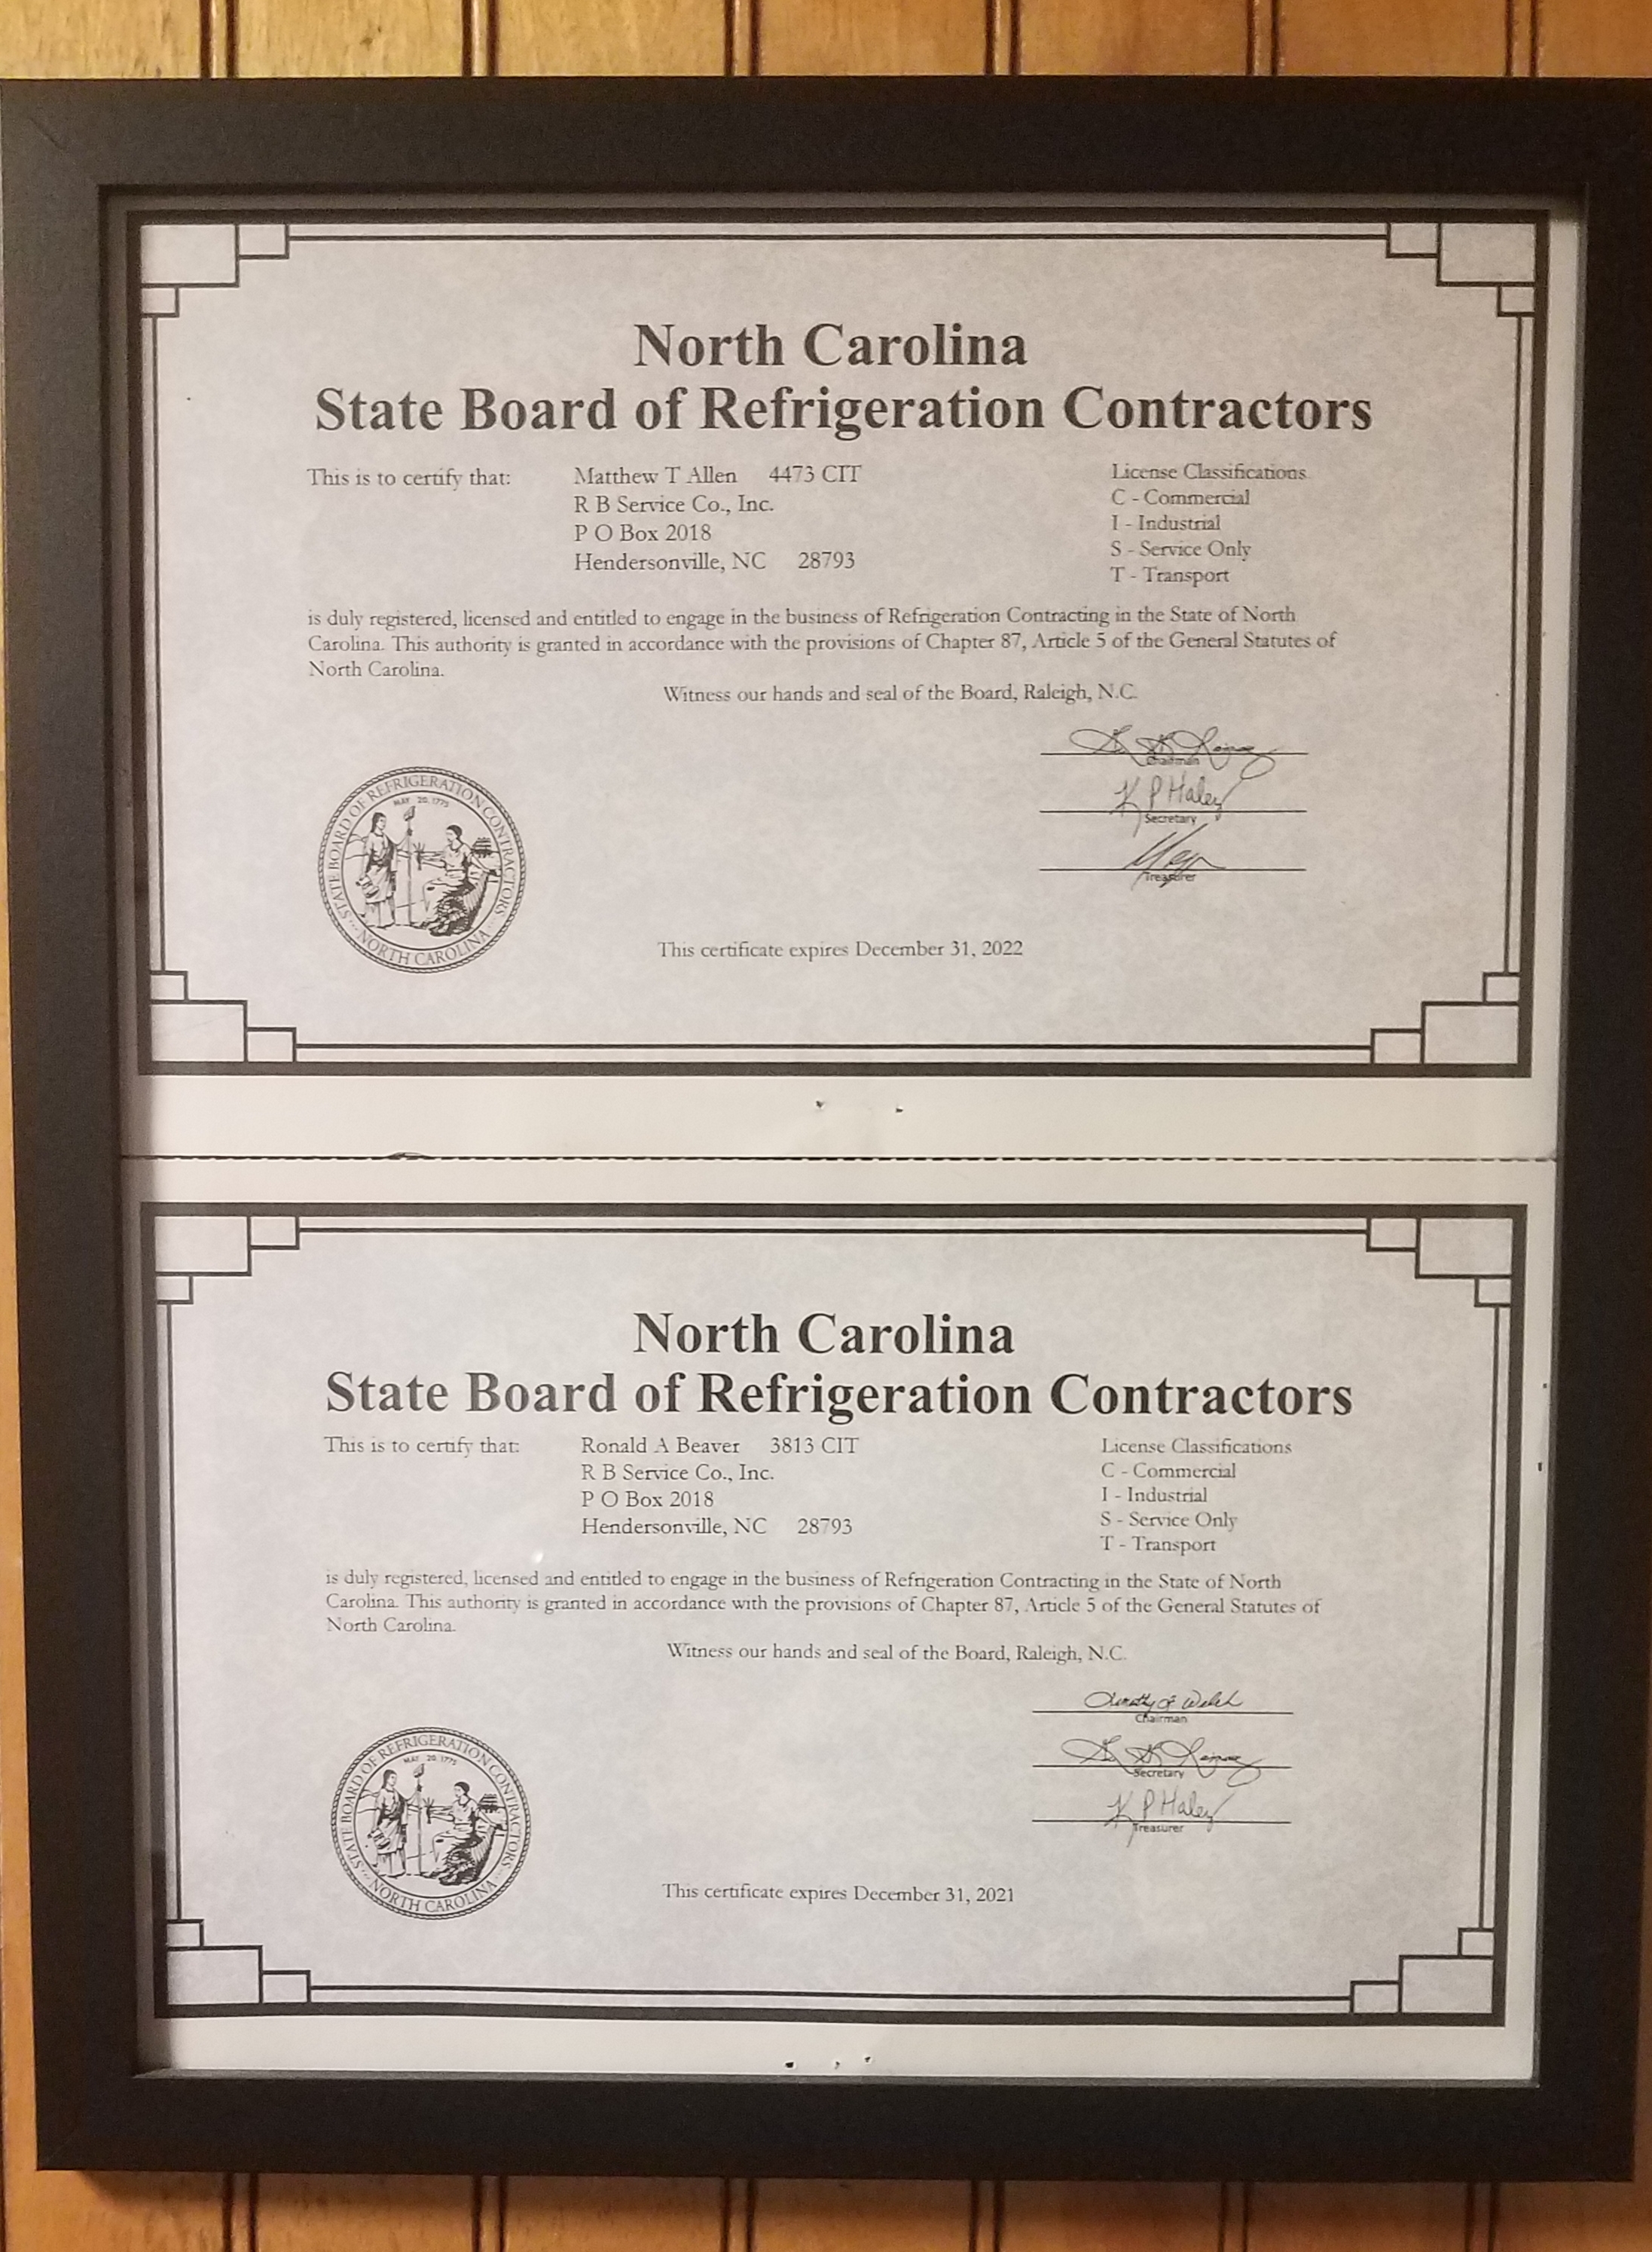 North Carolina
State Board of Refrigeration Contractors
This is to certify that: Matthew T Allen 4473 CIT
R B Service Co., Inc.
P O Box 2018
Hendersonville, NC 28793
License Classifications
C - Commercial
I - Industrial
S - Service Only
T - Transport
is duly registered, licensed and entitled to engage in the business of Refrigeration Contracting in the State of North
Carolina. This authority is granted in accordance with the provisions of Chapter 87, Article 5 of the General Statutes of
North Carolina.
Witness our hands and seal of the Board, Raleigh, N.C.
Chairman
K P Haley
Secretary
Treasurer
STATE BOARD OF REFRIGERATION CONTRACTORS
MAY 20, 1775
NORTH CAROLINA
This certificate expires December 31, 2022
North Carolina
State Board of Refrigeration Contractors
This is to certify that: Ronald A Beaver 3813 CIT
R B Service Co., Inc.
P O Box 2018
Hendersonville, NC 28793
License Classifications
C - Commercial
I - Industrial
S - Service Only
T - Transport
is duly registered, licensed and entitled to engage in the business of Refrigeration Contracting in the State of North
Carolina. This authority is granted in accordance with the provisions of Chapter 87, Article 5 of the General Statutes of
North Carolina.
Witness our hands and seal of the Board, Raleigh, N.C.
Chairman
Secretary
K P Haley
Treasurer
STATE BOARD OF REFRIGERATION CONTRACTORS
MAY 20, 1775
NORTH CAROLINA
This certificate expires December 31, 2021